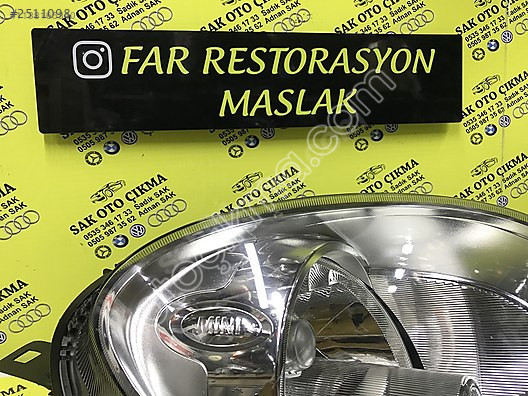 #2511098
FAR RESTORASYON
MASLAK
SAK OTO ÇIKMA
0535 346 17 33 Sadık SAK
0505 987 35 62 Adnan SAK